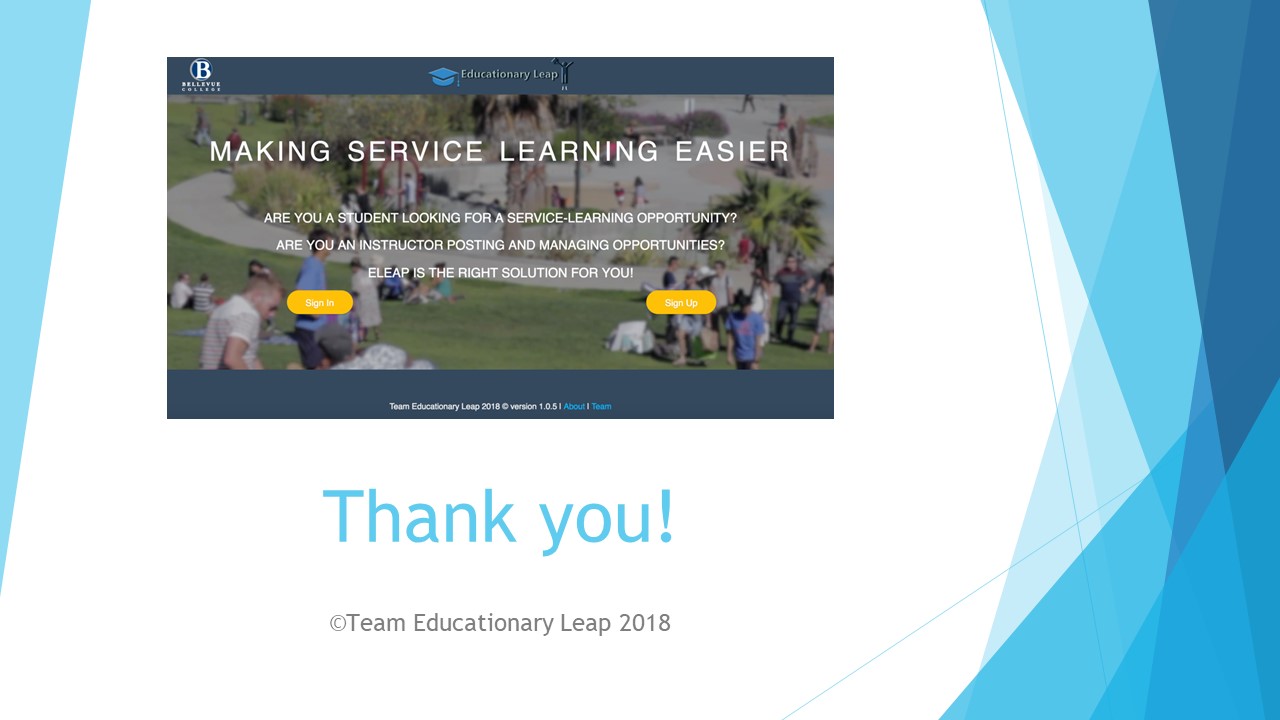 B
BELLEVUE
COLLEGE
Educationary Leap
MAKING SERVICE LEARNING EASIER
ARE YOU A STUDENT LOOKING FOR A SERVICE-LEARNING OPPORTUNITY?
ARE YOU AN INSTRUCTOR POSTING AND MANAGING OPPORTUNITIES?
ELEAP IS THE RIGHT SOLUTION FOR YOU!
Sign In
Sign Up
Team Educationary Leap 2018 © version 1.0.5 | About | Team
Thank you!
©Team Educationary Leap 2018